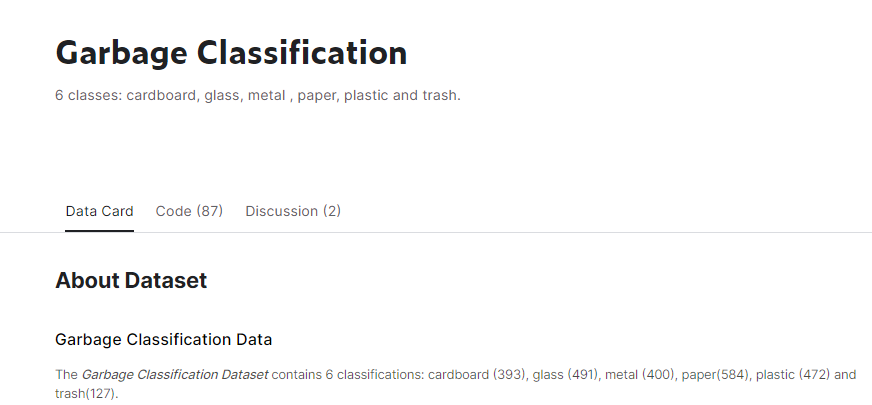 Garbage Classification
6 classes: cardboard, glass, metal , paper, plastic and trash.
Data Card Code (87) Discussion (2)
About Dataset
Garbage Classification Data
The Garbage Classification Dataset contains 6 classifications: cardboard (393), glass (491), metal (400), paper(584), plastic (472) and
trash(127).